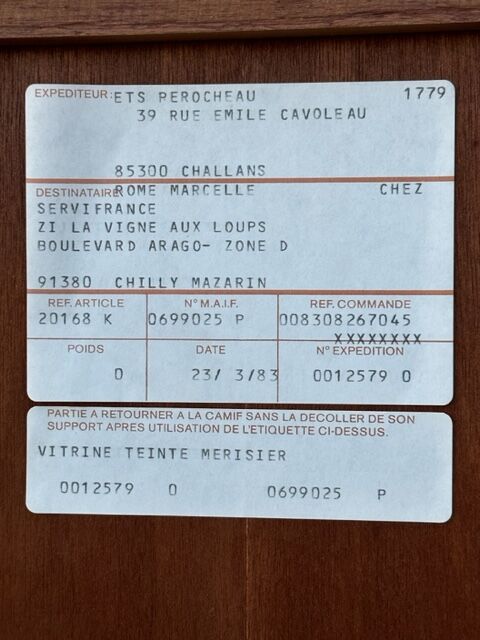 EXPEDITEUR: ETS PEROCHEAU 1779
39 RUE EMILE CAVOLEAU
85300 CHALLANS
DESTINATAIRE ROME MARCELLE CHEZ
SERVIFRANCE
ZI LA VIGNE AUX LOUPS
BOULEVARD ARAGO- ZONE D
91380 CHILLY MAZARIN
REF. ARTICLE N° M.A.I.F. REF. COMMANDE
20168 K 0699025 P 008308267045
XXXXXXXX
POIDS DATE N° EXPEDITION
0 23/ 3/83 0012579 0
PARTIE A RETOURNER A LA CAMIF SANS LA DECOLLER DE SON
SUPPORT APRES UTILISATION DE L'ETIQUETTE CI-DESSUS.
VITRINE TEINTE MERISIER
0012579 0 0699025 P